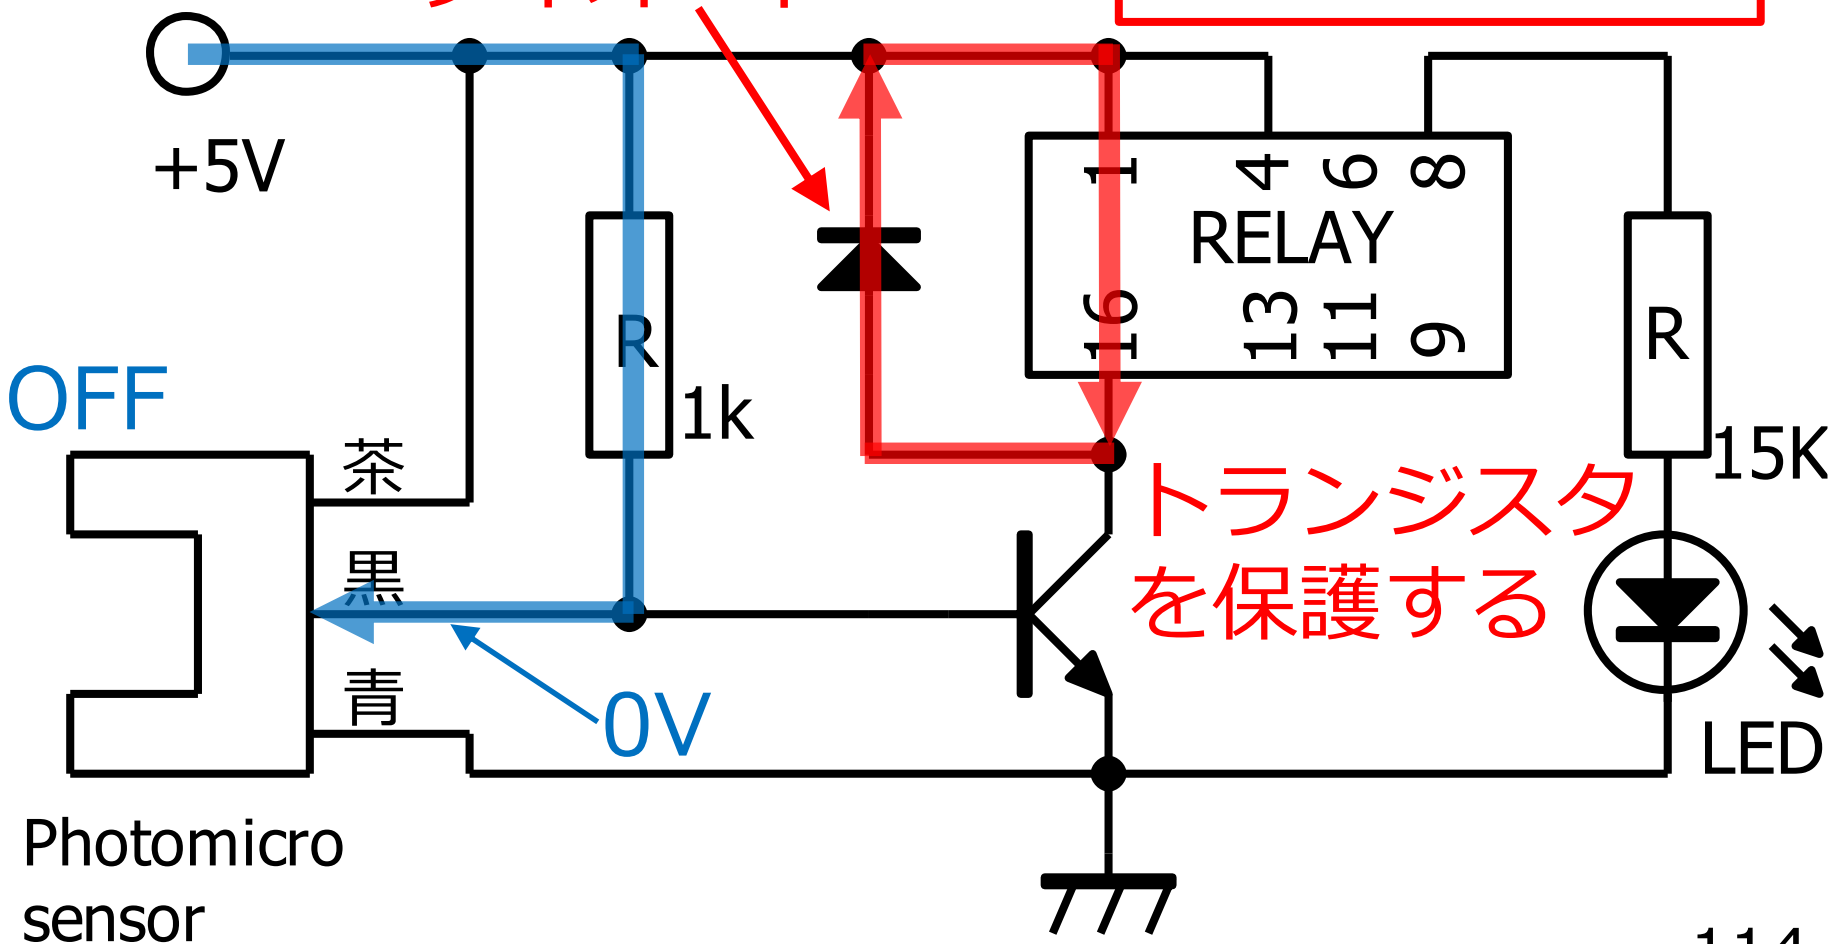 +5V
1 4 6 8
RELAY
16 13 11 9
R
R
1k
15K
OFF
茶
黒
青
0V
トランジスタ
を保護する
LED
Photomicro
sensor